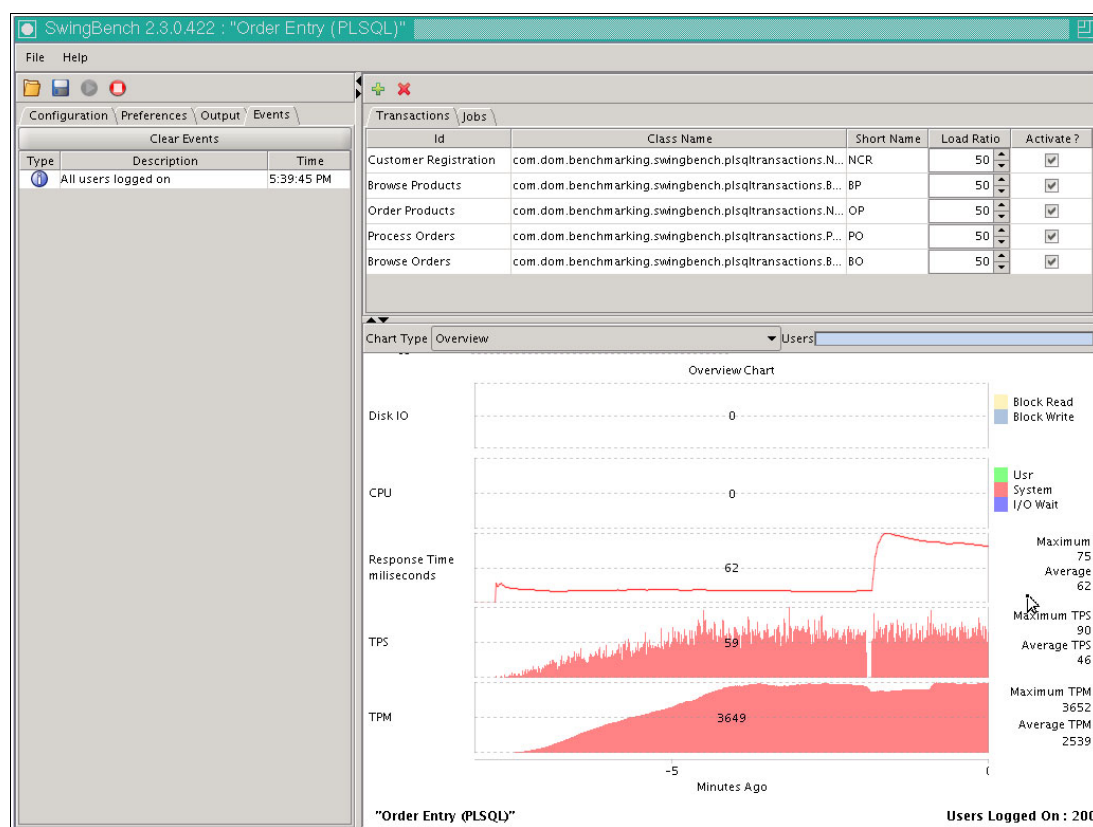 SwingBench 2.3.0.422 : "Order Entry (PLSQL)"
File Help
Configuration Preferences Output Events
Clear Events
Type Description Time
All users logged on 5:39:45 PM
Transactions Jobs
Id Class Name Short Name Load Ratio Activate ?
Customer Registration com.dom.benchmarking.swingbench.plsqltransactions.N... NCR 50
Browse Products com.dom.benchmarking.swingbench.plsqltransactions.B... BP 50
Order Products com.dom.benchmarking.swingbench.plsqltransactions.N... OP 50
Process Orders com.dom.benchmarking.swingbench.plsqltransactions.P... PO 50
Browse Orders com.dom.benchmarking.swingbench.plsqltransactions.B... BO 50
Chart Type Overview Users
Overview Chart
Disk IO
0
Block Read
Block Write
CPU
0
Usr
System
I/O Wait
Response Time
miliseconds
62
Maximum
75
Average
62
TPS
59
Maximum TPS
90
Average TPS
46
TPM
3649
Maximum TPM
3652
Average TPM
2539
-5
Minutes Ago
"Order Entry (PLSQL)"
Users Logged On : 200